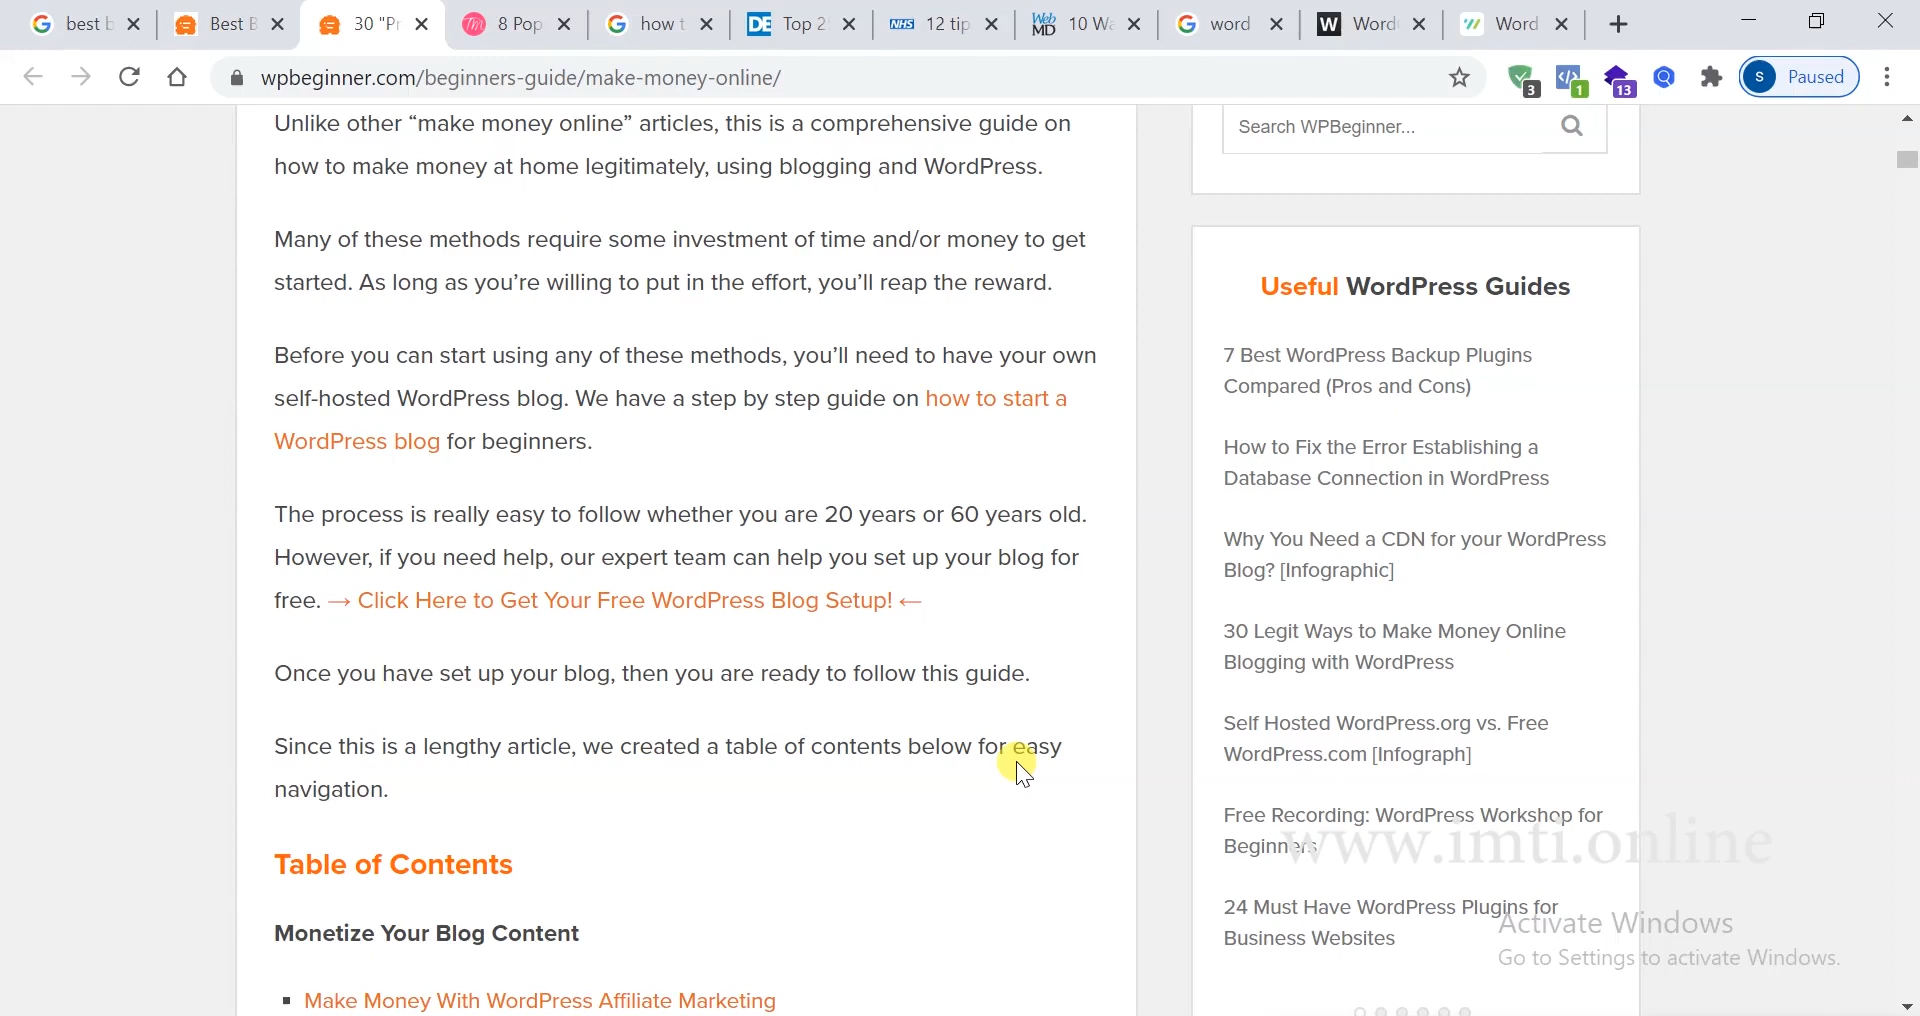 best b
Best B
30 "Pr
8 Pop
how t
DE
Top 2
NHS
12 tip
Web
MD
10 Wa
word
W
Word
Word
wpbeginner.com/beginners-guide/make-money-online/
3
1
13
S
Paused
Unlike other “make money online” articles, this is a comprehensive guide on
how to make money at home legitimately, using blogging and WordPress.
Many of these methods require some investment of time and/or money to get
started. As long as you’re willing to put in the effort, you’ll reap the reward.
Before you can start using any of these methods, you’ll need to have your own
self-hosted WordPress blog. We have a step by step guide on how to start a
WordPress blog for beginners.
The process is really easy to follow whether you are 20 years or 60 years old.
However, if you need help, our expert team can help you set up your blog for
free. → Click Here to Get Your Free WordPress Blog Setup! ←
Once you have set up your blog, then you are ready to follow this guide.
Since this is a lengthy article, we created a table of contents below for easy
navigation.
Table of Contents
Monetize Your Blog Content
Make Money With WordPress Affiliate Marketing
Search WPBeginner...
Useful WordPress Guides
7 Best WordPress Backup Plugins
Compared (Pros and Cons)
How to Fix the Error Establishing a
Database Connection in WordPress
Why You Need a CDN for your WordPress
Blog? [Infographic]
30 Legit Ways to Make Money Online
Blogging with WordPress
Self Hosted WordPress.org vs. Free
WordPress.com [Infograph]
Free Recording: WordPress Workshop for
Beginners
www.imti.online
24 Must Have WordPress Plugins for
Business Websites
Activate Windows
Go to Settings to activate Windows.